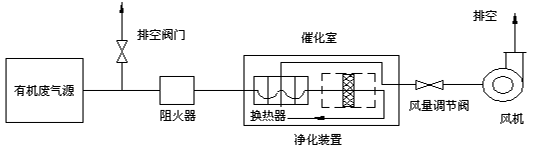 排空
排空阀门
催化室
有机废气源
阻火器
换热器
风量调节阀
风机
净化装置